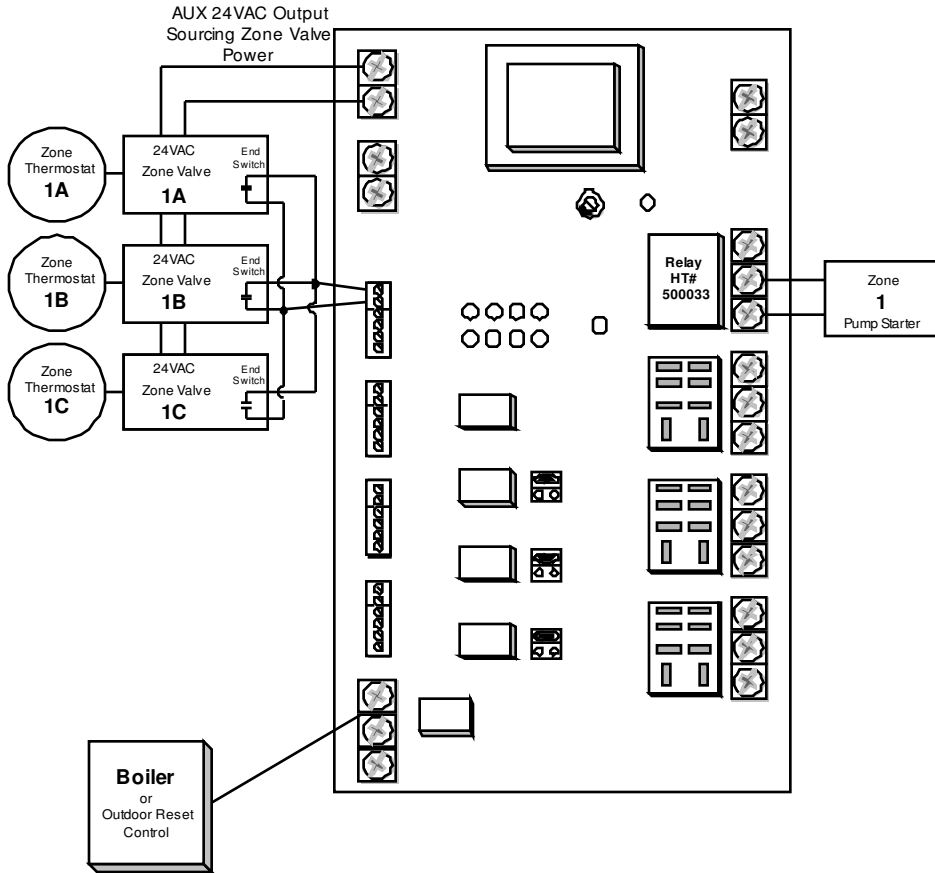 AUX 24VAC Output
Sourcing Zone Valve
Power
Zone
Thermostat
1A
24VAC
Zone Valve
1A
End
Switch
Zone
Thermostat
1B
24VAC
Zone Valve
1B
End
Switch
Zone
Thermostat
1C
24VAC
Zone Valve
1C
End
Switch
Relay
HT#
500033
Zone
1
Pump Starter
Boiler
or
Outdoor Reset
Control